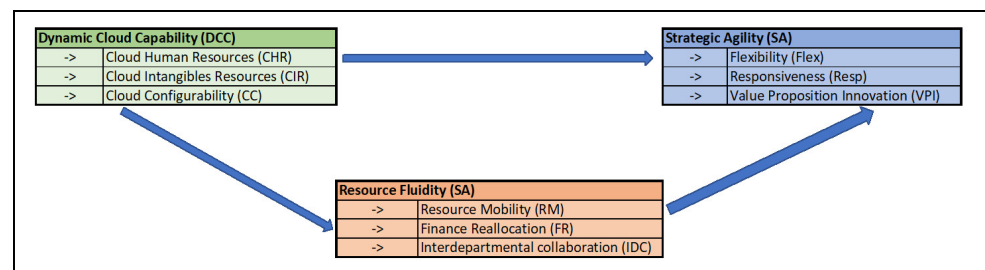 Dynamic Cloud Capability (DCC)
-> Cloud Human Resources (CHR)
-> Cloud Intangibles Resources (CIR)
-> Cloud Configurability (CC)
Strategic Agility (SA)
-> Flexibility (Flex)
-> Responsiveness (Resp)
-> Value Proposition Innovation (VPI)
Resource Fluidity (SA)
-> Resource Mobility (RM)
-> Finance Reallocation (FR)
-> Interdepartmental collaboration (IDC)